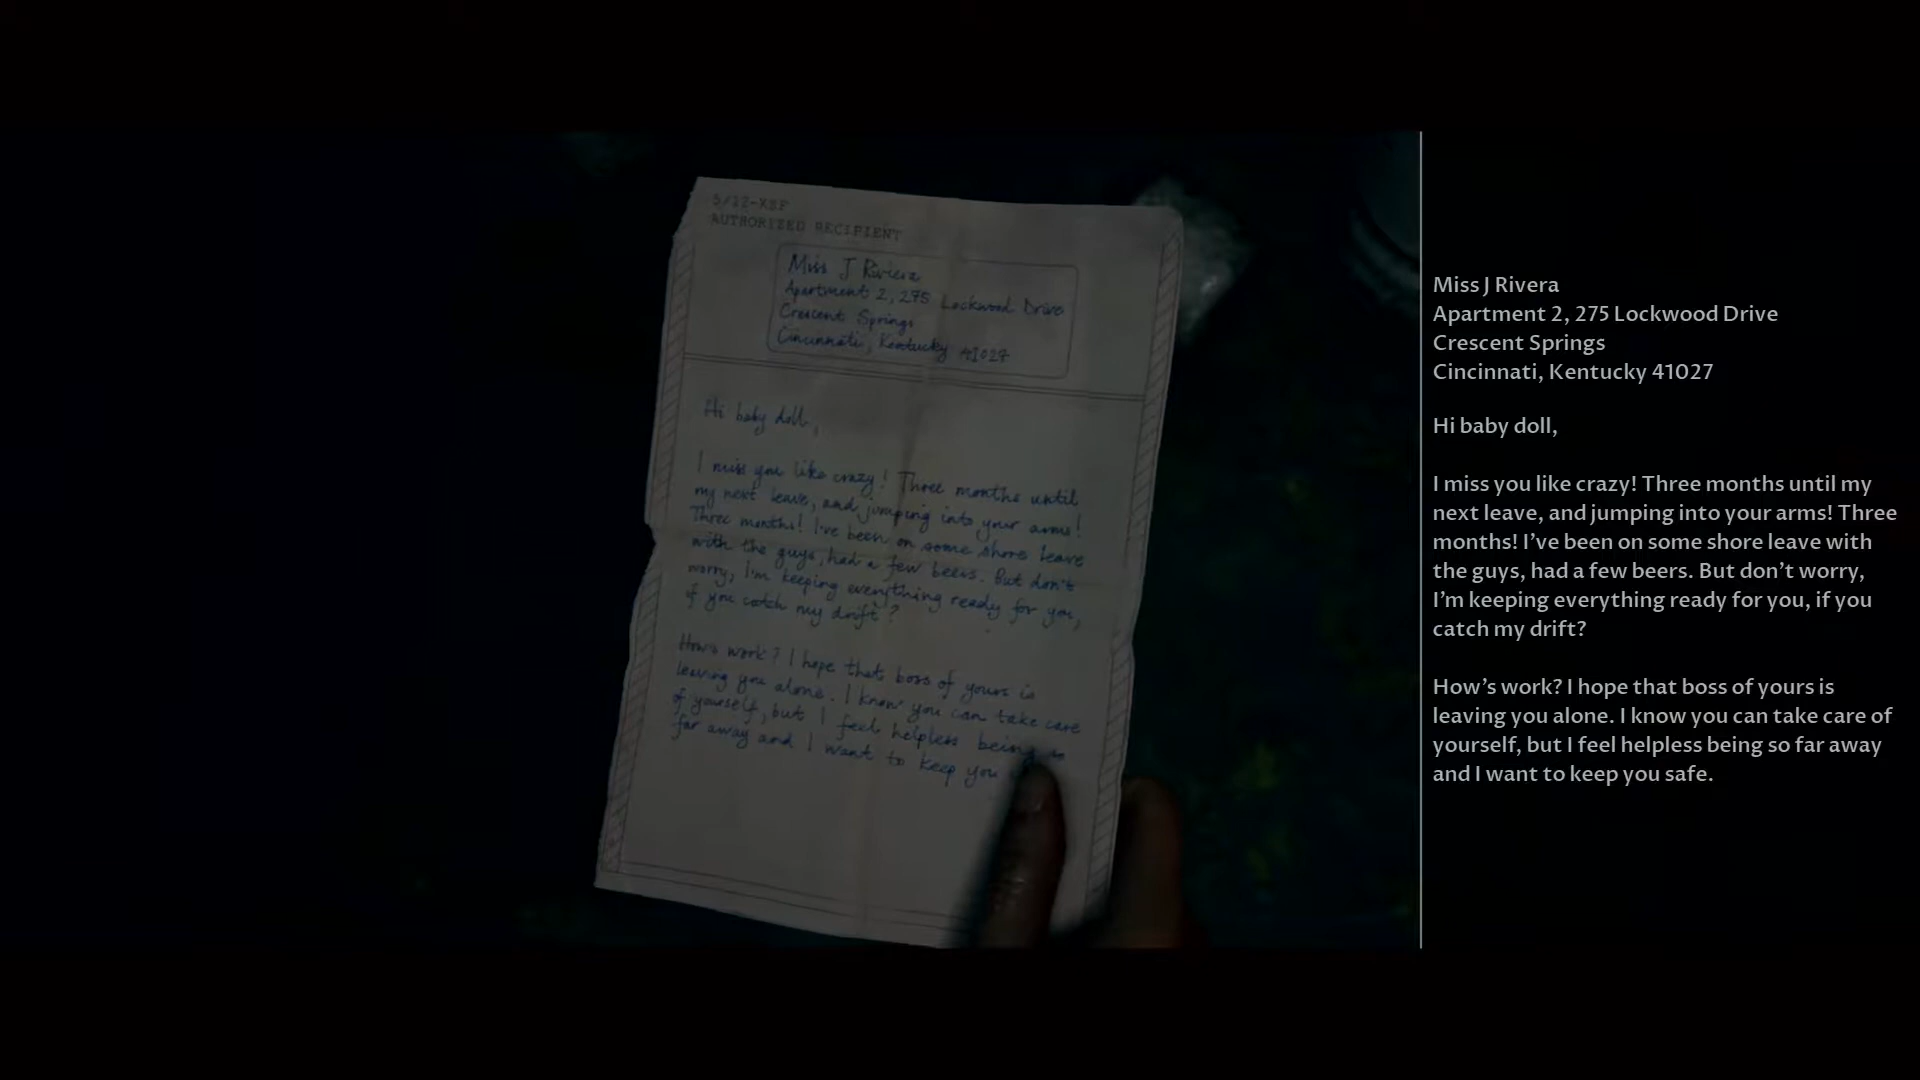 5/12-KSP
AUTHORIZED RECIPIENT
Miss J Riviera
Apartment 2, 275 Lockwood Drive
Crescent Springs
Cincinnati, Kentucky 41027
Hi baby doll,
I miss you like crazy! Three months until
my next leave, and jumping into your arms!
Three months! I've been on some shore leave
with the guys, had a few beers. But don't
worry, I'm keeping everything ready for you,
if you catch my drift?
How's work? I hope that boss of yours is
leaving you alone. I know you can take care
of yourself, but I feel helpless being so
far away and I want to keep you
Miss J Rivera
Apartment 2, 275 Lockwood Drive
Crescent Springs
Cincinnati, Kentucky 41027
Hi baby doll,
I miss you like crazy! Three months until my
next leave, and jumping into your arms! Three
months! I've been on some shore leave with
the guys, had a few beers. But don't worry,
I'm keeping everything ready for you, if you
catch my drift?
How's work? I hope that boss of yours is
leaving you alone. I know you can take care of
yourself, but I feel helpless being so far away
and I want to keep you safe.